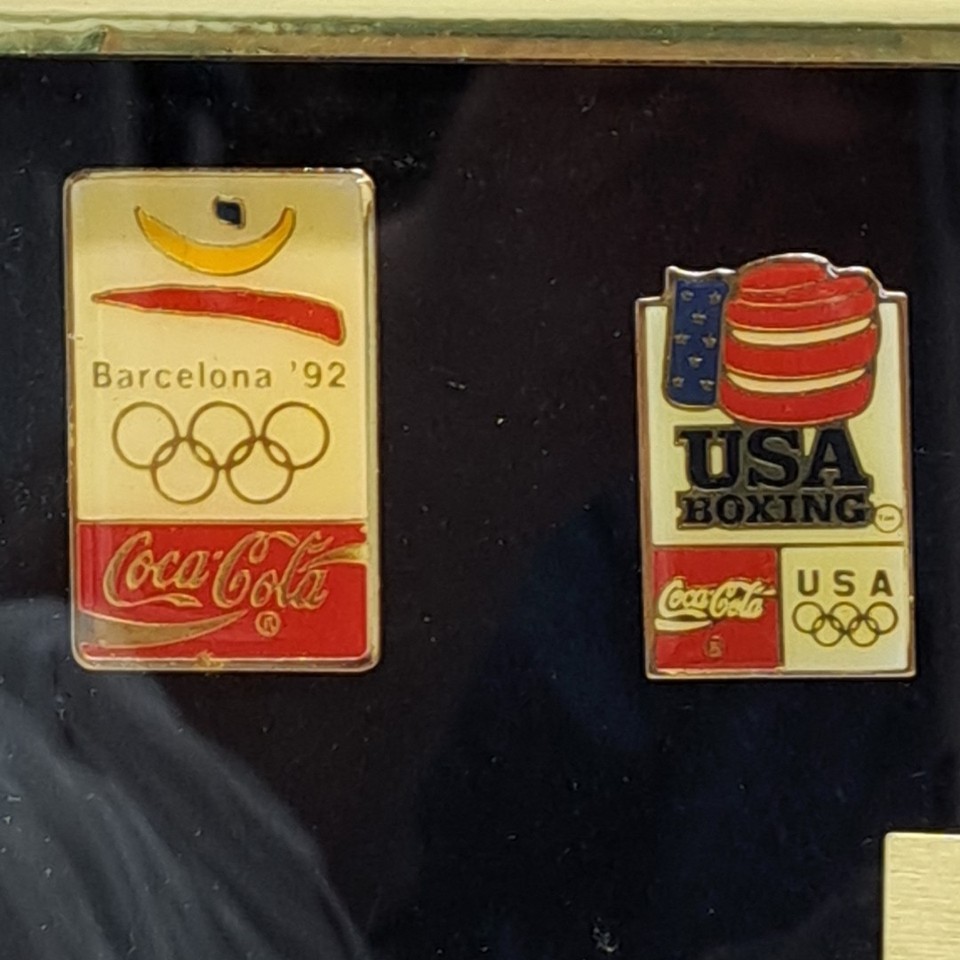 Barcelona '92
Coca-Cola
®
USA
BOXING
Coca-Cola
®
USA